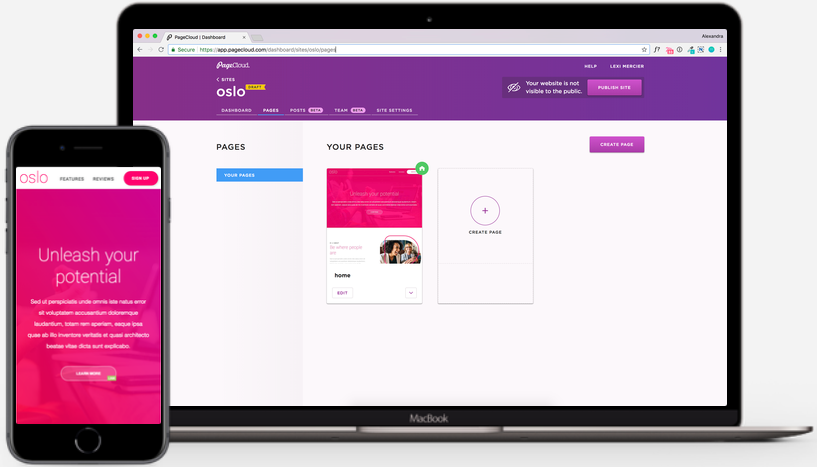 PageCloud | Dashboard
Alexandra
Secure https://app.pagecloud.com/dashboard/sites/oslo/pages
PageCloud.
HELP LEXI MERCIER
SITES
oslo DRAFT
Your website is not
visible to the public.
PUBLISH SITE
DASHBOARD PAGES POSTS BETA TEAM BETA SITE SETTINGS
PAGES
YOUR PAGES
YOUR PAGES
CREATE PAGE
Unleash your potential
Be where people
are
home
EDIT
CREATE PAGE
MacBook
oslo FEATURES REVIEWS SIGN UP
Unleash your
potential
Sed ut perspiciatis unde omnis iste natus error
sit voluptatem accusantium doloremque
laudantium, totam rem aperiam, eaque ipsa
quae ab illo inventore veritatis et quasi architecto
beatae vitae dicta sunt explicabo.
LEARN MORE